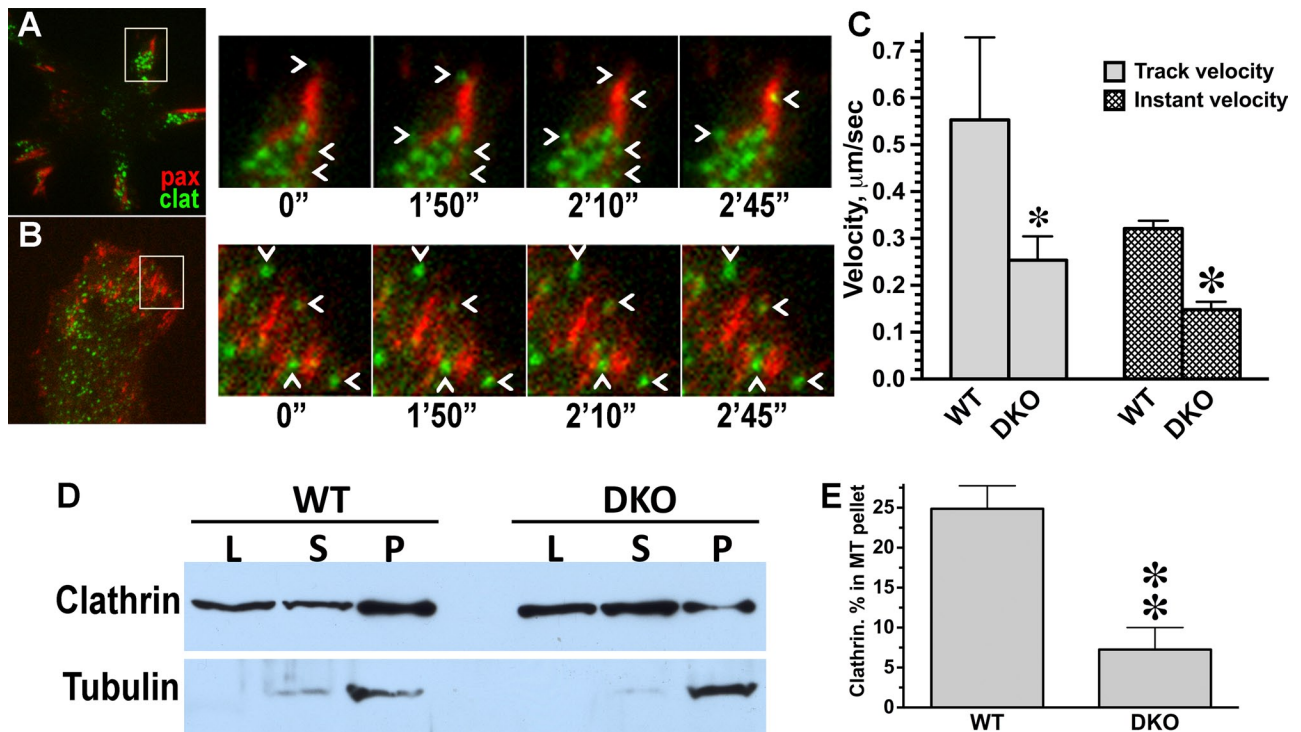 A
pax
clat
0” 1’50” 2’10” 2’45”
B
0” 1’50” 2’10” 2’45”
C
Velocity, μm/sec
0.7
0.6
0.5
0.4
0.3
0.2
0.1
0.0
Track velocity
Instant velocity
*
*
WT DKO WT DKO
D
WT DKO
L S P L S P
Clathrin
Tubulin
E
Clathrin. % in MT pellet
25
20
15
10
5
0
*
*
WT DKO